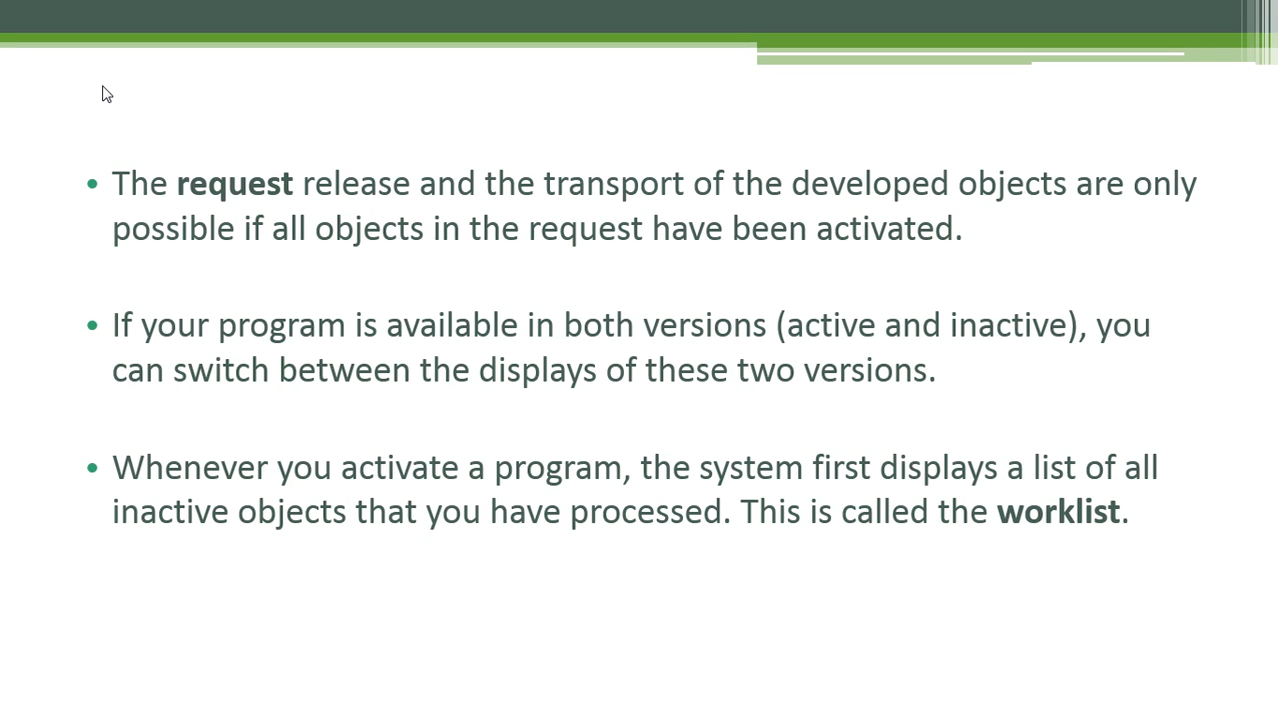 • The request release and the transport of the developed objects are only
possible if all objects in the request have been activated.
• If your program is available in both versions (active and inactive), you
can switch between the displays of these two versions.
• Whenever you activate a program, the system first displays a list of all
inactive objects that you have processed. This is called the worklist.